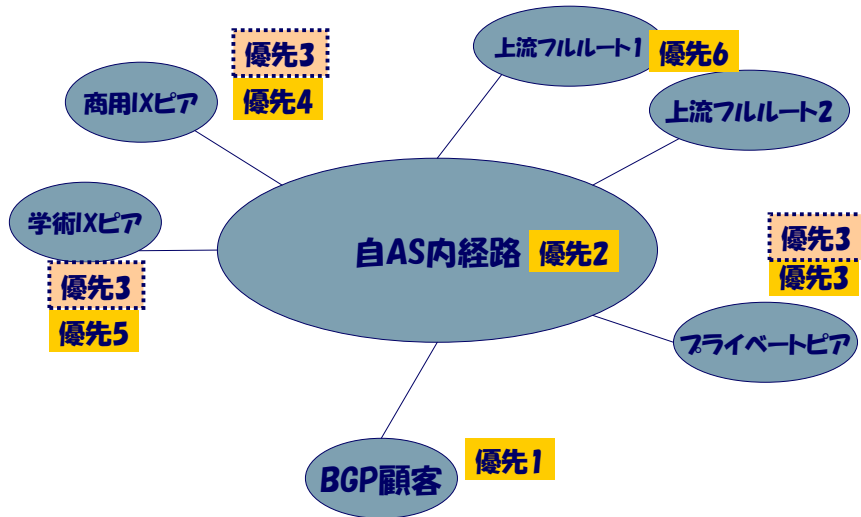 優先3
優先4
商用IXピア
上流フルルート1
優先6
上流フルルート2
学術IXピア
優先3
優先5
自AS内経路
優先2
優先3
優先3
プライベートピア
BGP顧客
優先1